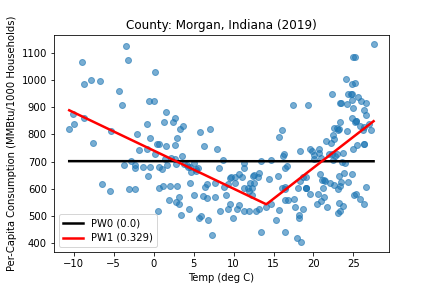 County: Morgan, Indiana (2019)
Per-Capita Consumption (MMBtu/1000 Households)
1100
1000
900
800
700
600
500
400
PW0 (0.0)
PW1 (0.329)
−10 −5 0 5 10 15 20 25
Temp (deg C)